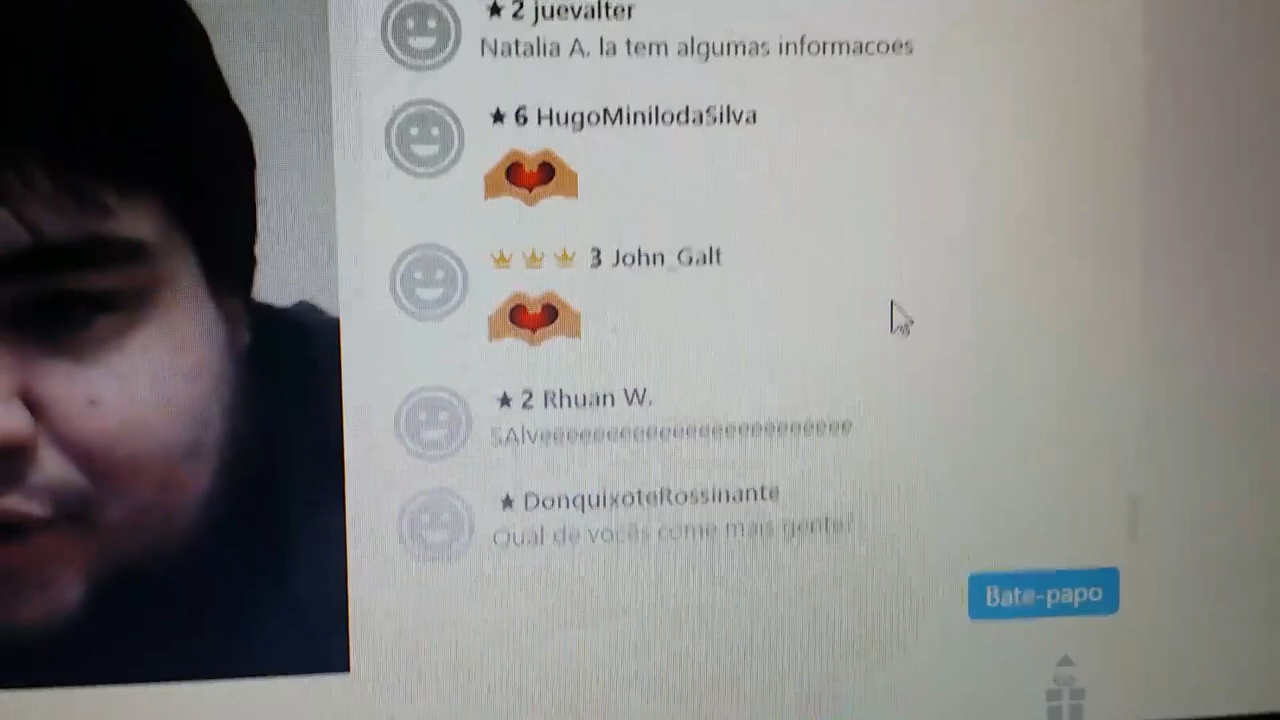 ★ 2 juevalter
Natalia A. la tem algumas informacoes
★ 6 HugoMinilodaSilva
3 John_Galt
★ 2 Rhuan W.
SAlveeeeeeeeeeeeeeeeeeeeeeee
★ DonquixoteRossinante
Qual de vocês come mais gente?
Bate-papo